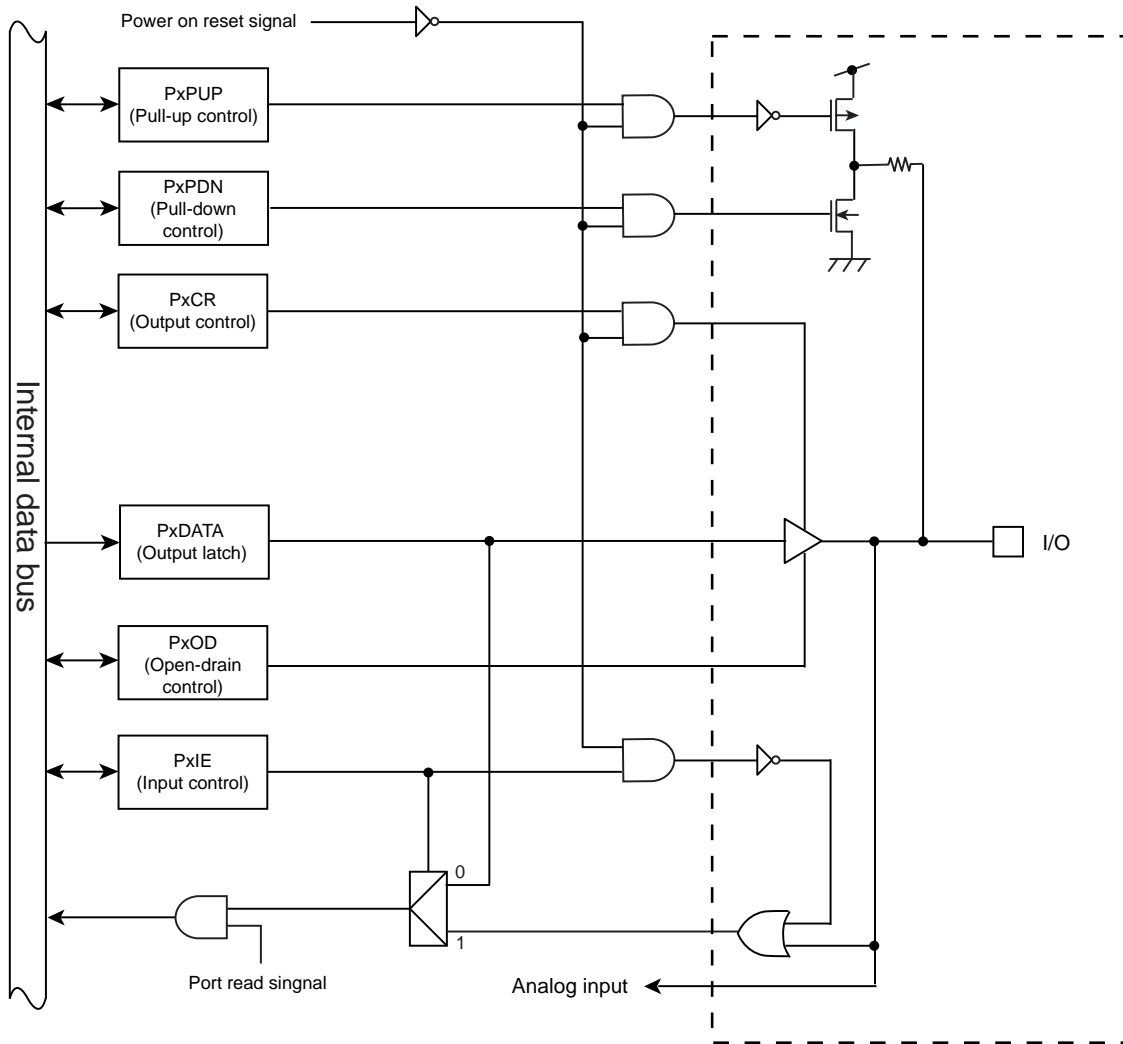 Power on reset signal
PxPUP
(Pull-up control)
PxPDN
(Pull-down
control)
PxCR
(Output control)
Internal data bus
PxDATA
(Output latch)
I/O
PxOD
(Open-drain
control)
PxIE
(Input control)
0
1
Port read singnal
Analog input